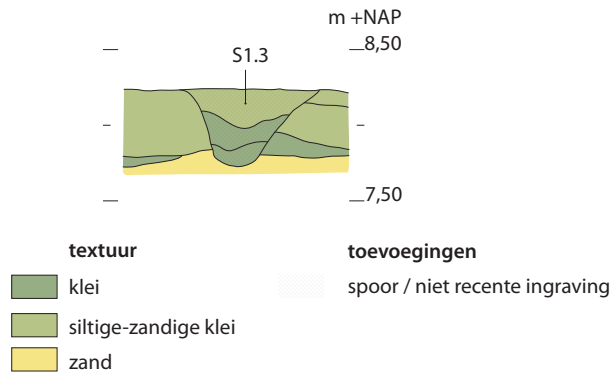 m +NAP
8,50
S1.3
7,50
textuur
klei
siltige-zandige klei
zand
toevoegingen
spoor / niet recente ingraving